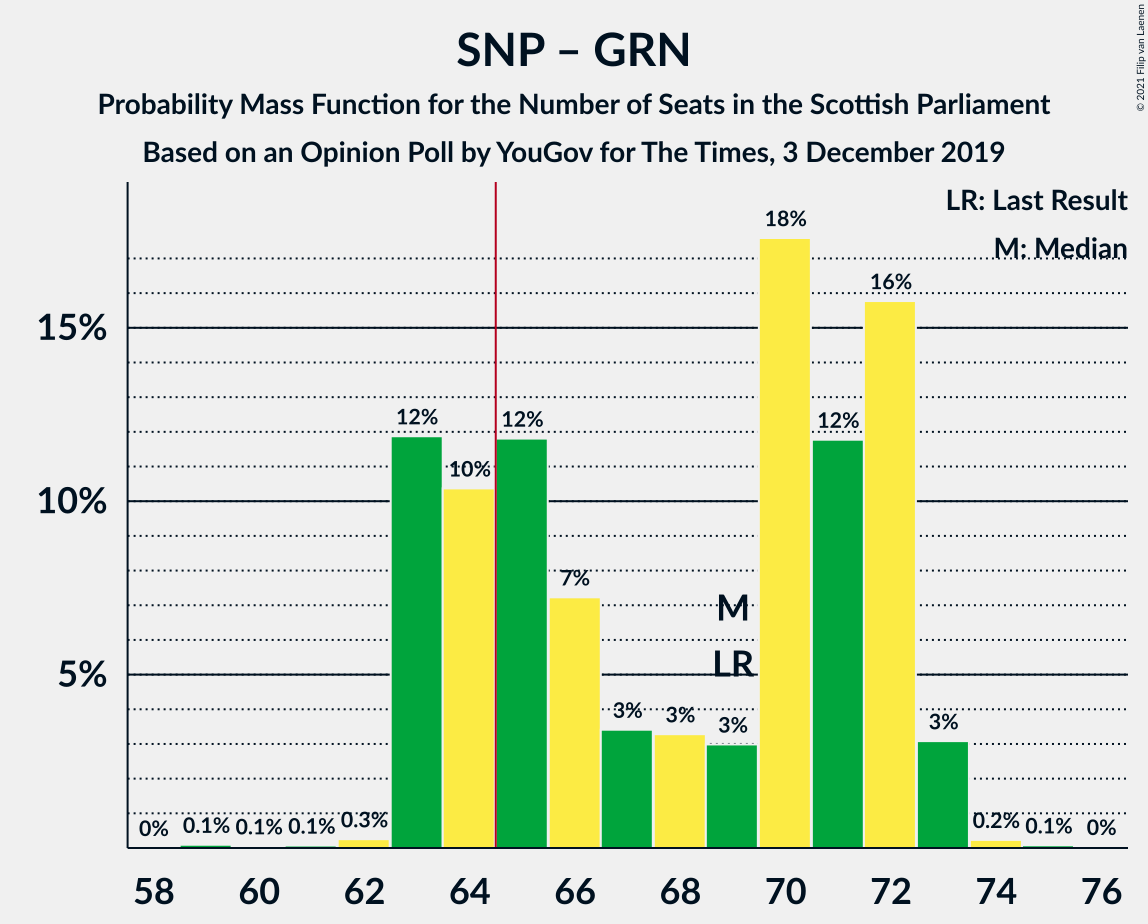 SNP – GRN
Probability Mass Function for the Number of Seats in the Scottish Parliament
Based on an Opinion Poll by YouGov for The Times, 3 December 2019
© 2021 Filip van Laenen
LR: Last Result
M: Median
15%
10%
5%
0%
0.1%
0.1%
0.1%
0.3%
12%
10%
12%
7%
3%
3%
3%
18%
12%
16%
3%
0.2%
0.1%
0%
M
LR
58 60 62 64 66 68 70 72 74 76